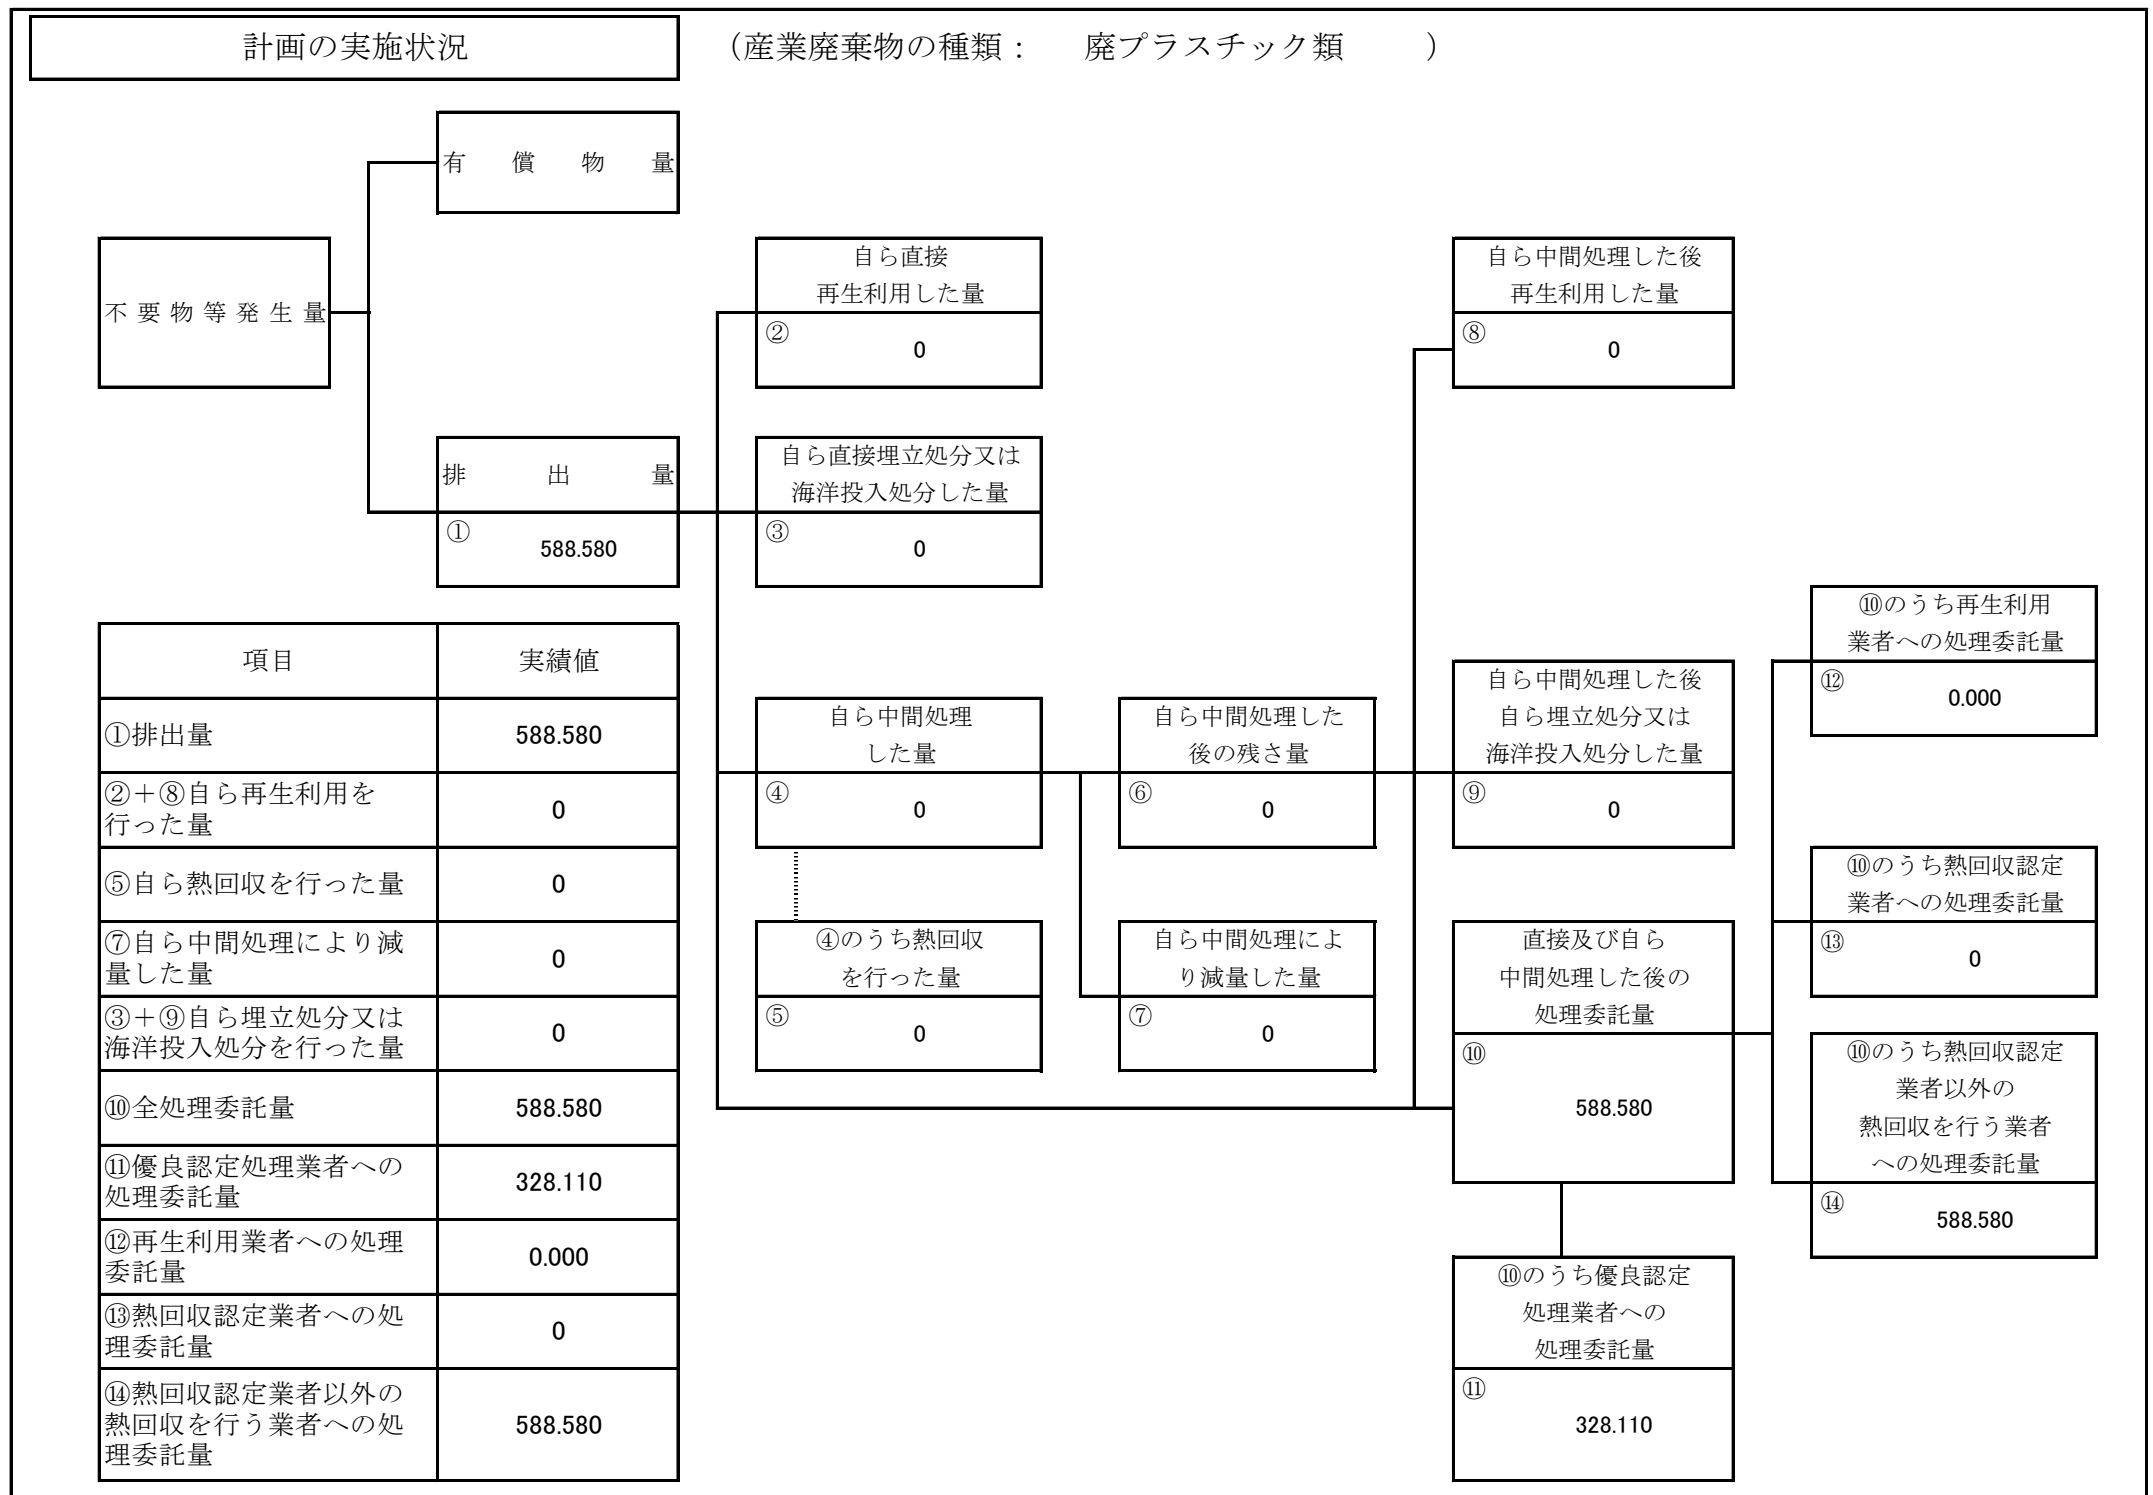 計画の実施状況
（産業廃棄物の種類： 廃プラスチック類 ）
有償物量
不要物等発生量
自ら直接
再生利用した量
②
0
自ら中間処理した後
再生利用した量
⑧
0
排出量
①
588.580
自ら直接埋立処分又は
海洋投入処分した量
③
0
⑩のうち再生利用
業者への処理委託量
⑫
0.000
自ら中間処理
した量
④
0
自ら中間処理した
後の残さ量
⑥
0
自ら中間処理した後
自ら埋立処分又は
海洋投入処分した量
⑨
0
⑩のうち熱回収認定
業者への処理委託量
⑬
0
④のうち熱回収
を行った量
⑤
0
自ら中間処理によ
り減量した量
⑦
0
直接及び自ら
中間処理した後の
処理委託量
⑩
588.580
⑩のうち熱回収認定
業者以外の
熱回収を行う業者
への処理委託量
⑭
588.580
⑩のうち優良認定
処理業者への
処理委託量
⑪
328.110
項目 実績値
①排出量 588.580
②＋⑧自ら再生利用を
行った量
0
⑤自ら熱回収を行った量 0
⑦自ら中間処理により減
量した量
0
③＋⑨自ら埋立処分又は
海洋投入処分を行った量
0
⑩全処理委託量 588.580
⑪優良認定処理業者への
処理委託量
328.110
⑫再生利用業者への処理
委託量
0.000
⑬熱回収認定業者への処
理委託量
0
⑭熱回収認定業者以外の
熱回収を行う業者への処
理委託量
588.580